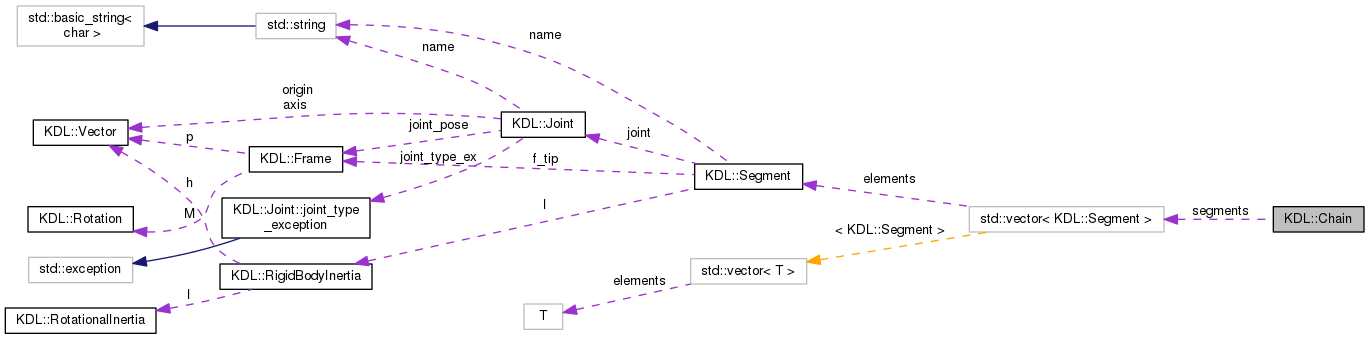 std::basic_string<
char >
std::string
name
name
origin
axis
KDL::Vector
p
joint_pose
KDL::Joint
joint
KDL::Frame
joint_type_ex
f_tip
KDL::Segment
elements
h
M
KDL::Rotation
KDL::Joint::joint_type
_exception
I
std::vector< KDL::Segment >
segments
KDL::Chain
< KDL::Segment >
std::exception
KDL::RigidBodyInertia
std::vector< T >
elements
I
KDL::RotationalInertia
T